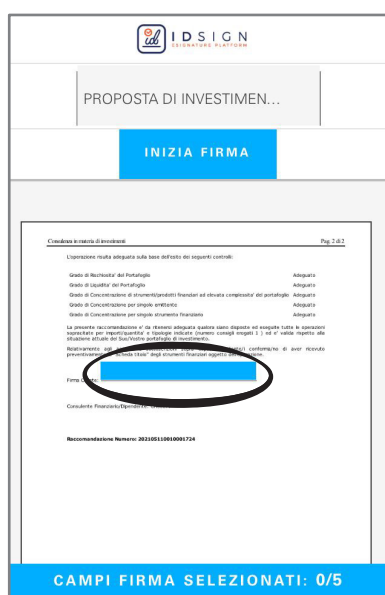 id
IDSIGN
ESIGNATURE PLATFORM
PROPOSTA DI INVESTIMEN...
INIZIA FIRMA
Consulenza in materia di investimenti Pag. 2 di 2
L'operazione risulta adeguata sulla base dell'esito dei seguenti controlli:
Grado di Rischiosita' del Portafoglio Adeguato
Grado di Liquidita' del Portafoglio Adeguato
Grado di Concentrazione di strumenti/prodotti finanziari ad elevata complessita' del portafoglio Adeguato
Grado di Concentrazione per singolo emittente Adeguato
Grado di Concentrazione per singolo strumento finanziario Adeguato
La presente raccomandazione e' da ritenersi adeguata qualora siano disposte ed eseguite tutte le operazioni
sopracitate per importi/quantita' e tipologie indicate (numero consigli erogati 1 ) ed e' valida rispetto alla
situazione attuale del Suo/Vostro portafoglio di investimento.
Relativamente agli conferma/no di aver ricevuto
preventivamente "Scheda titolo" degli strumenti finanziari oggetto
Firma
Consulente Finanziario/Dipendente:
Raccomandazione Numero: 202105110010001724
CAMPI FIRMA SELEZIONATI: 0/5